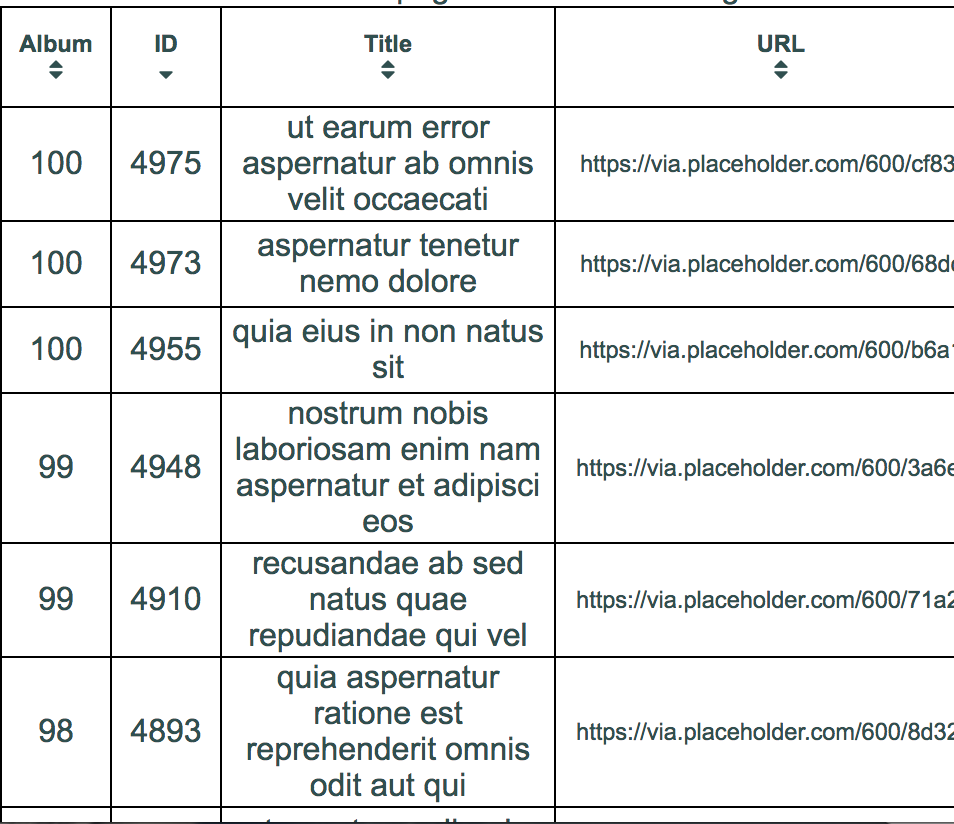 Album ID Title URL
100 4975 ut earum error aspernatur ab omnis velit occaecati https://via.placeholder.com/600/cf83
100 4973 aspernatur tenetur nemo dolore https://via.placeholder.com/600/68d
100 4955 quia eius in non natus sit https://via.placeholder.com/600/b6a
99 4948 nostrum nobis laboriosam enim nam aspernatur et adipisci eos https://via.placeholder.com/600/3a6e
99 4910 recusandae ab sed natus quae repudiandae qui vel https://via.placeholder.com/600/71a2
98 4893 quia aspernatur ratione est reprehenderit omnis odit aut qui https://via.placeholder.com/600/8d32